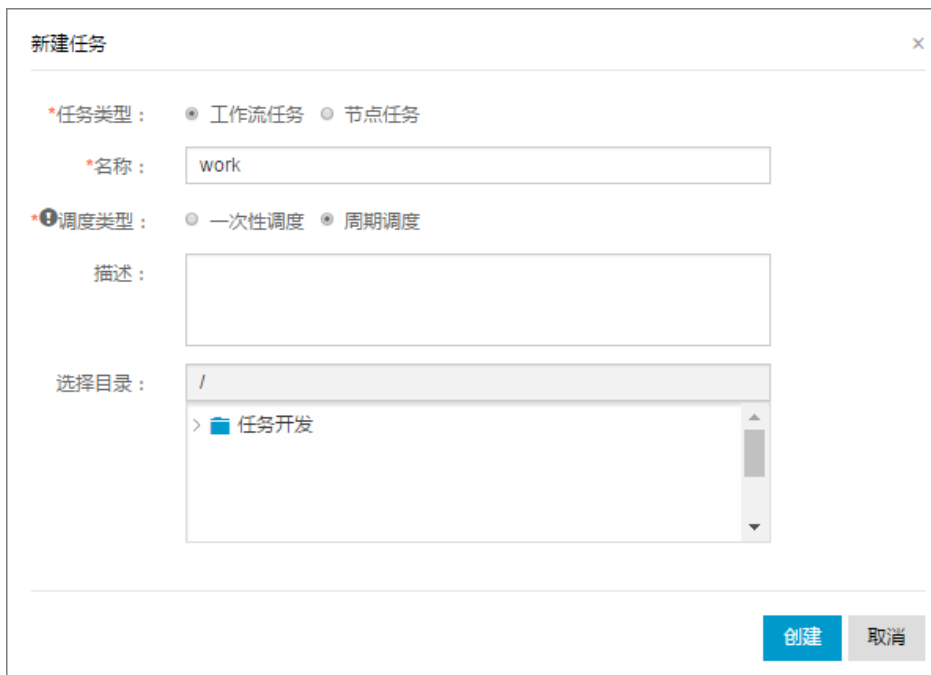 新建任务
*任务类型： 工作流任务 节点任务
*名称： work
*调度类型： 一次性调度 周期调度
描述：
选择目录： /
任务开发
创建 取消